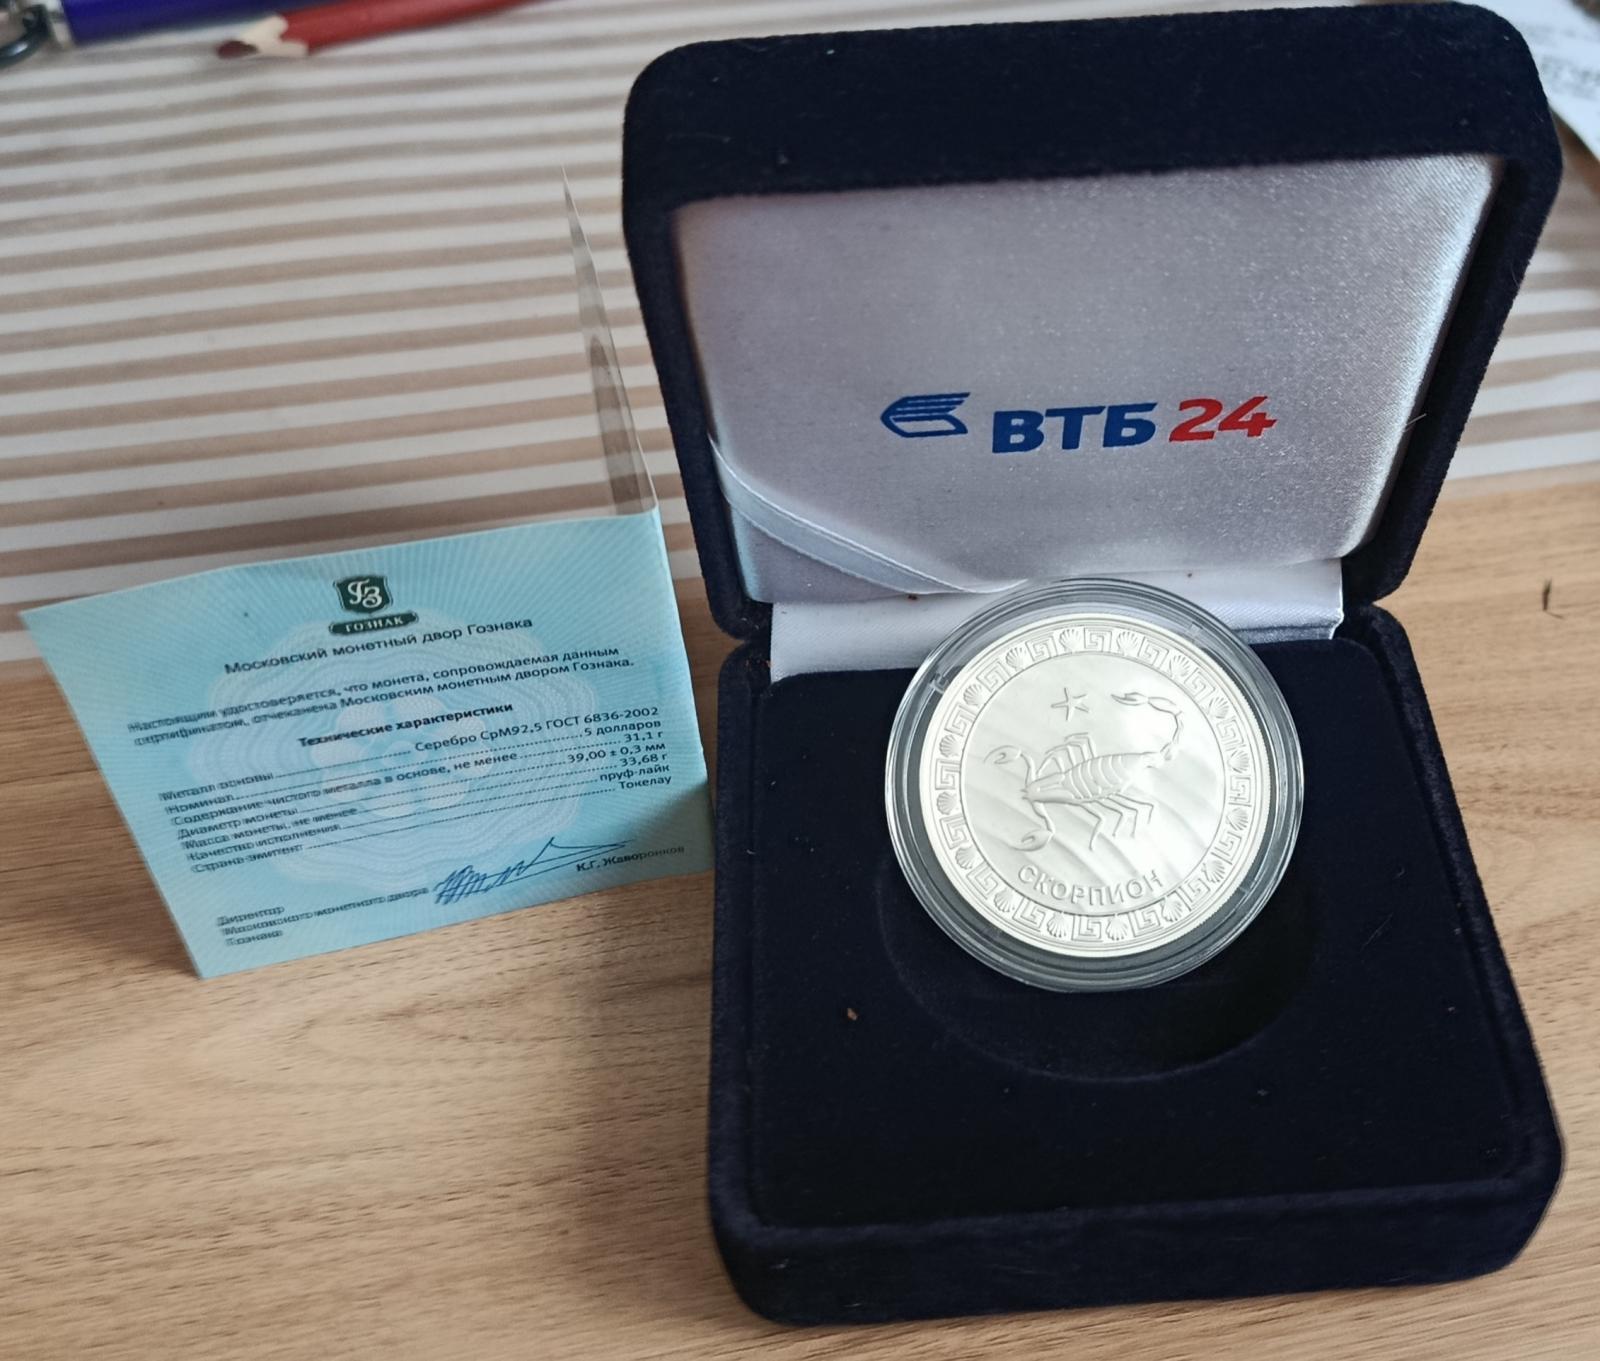 ГЗ
ГОЗНАК
Московский монетный двор Гознака
Настоящим удостоверяется, что монета, сопровождаемая данным
сертификатом, отчеканена Московским монетным двором Гознака.
Технические характеристики
Металл основы Серебро СрМ92,5 ГОСТ 6836-2002
Номинал 5 долларов
Содержание чистого металла в основе, не менее 31,1 г
Диаметр монеты 39,00 ± 0,3 мм
Масса монеты, не менее 33,68 г
Качество исполнения пруф-лайк
Страна-эмитент Токелау
Директор
Московского монетного двора К.Г. Жаворонков
Гознака
ВТБ 24
СКОРПИОН